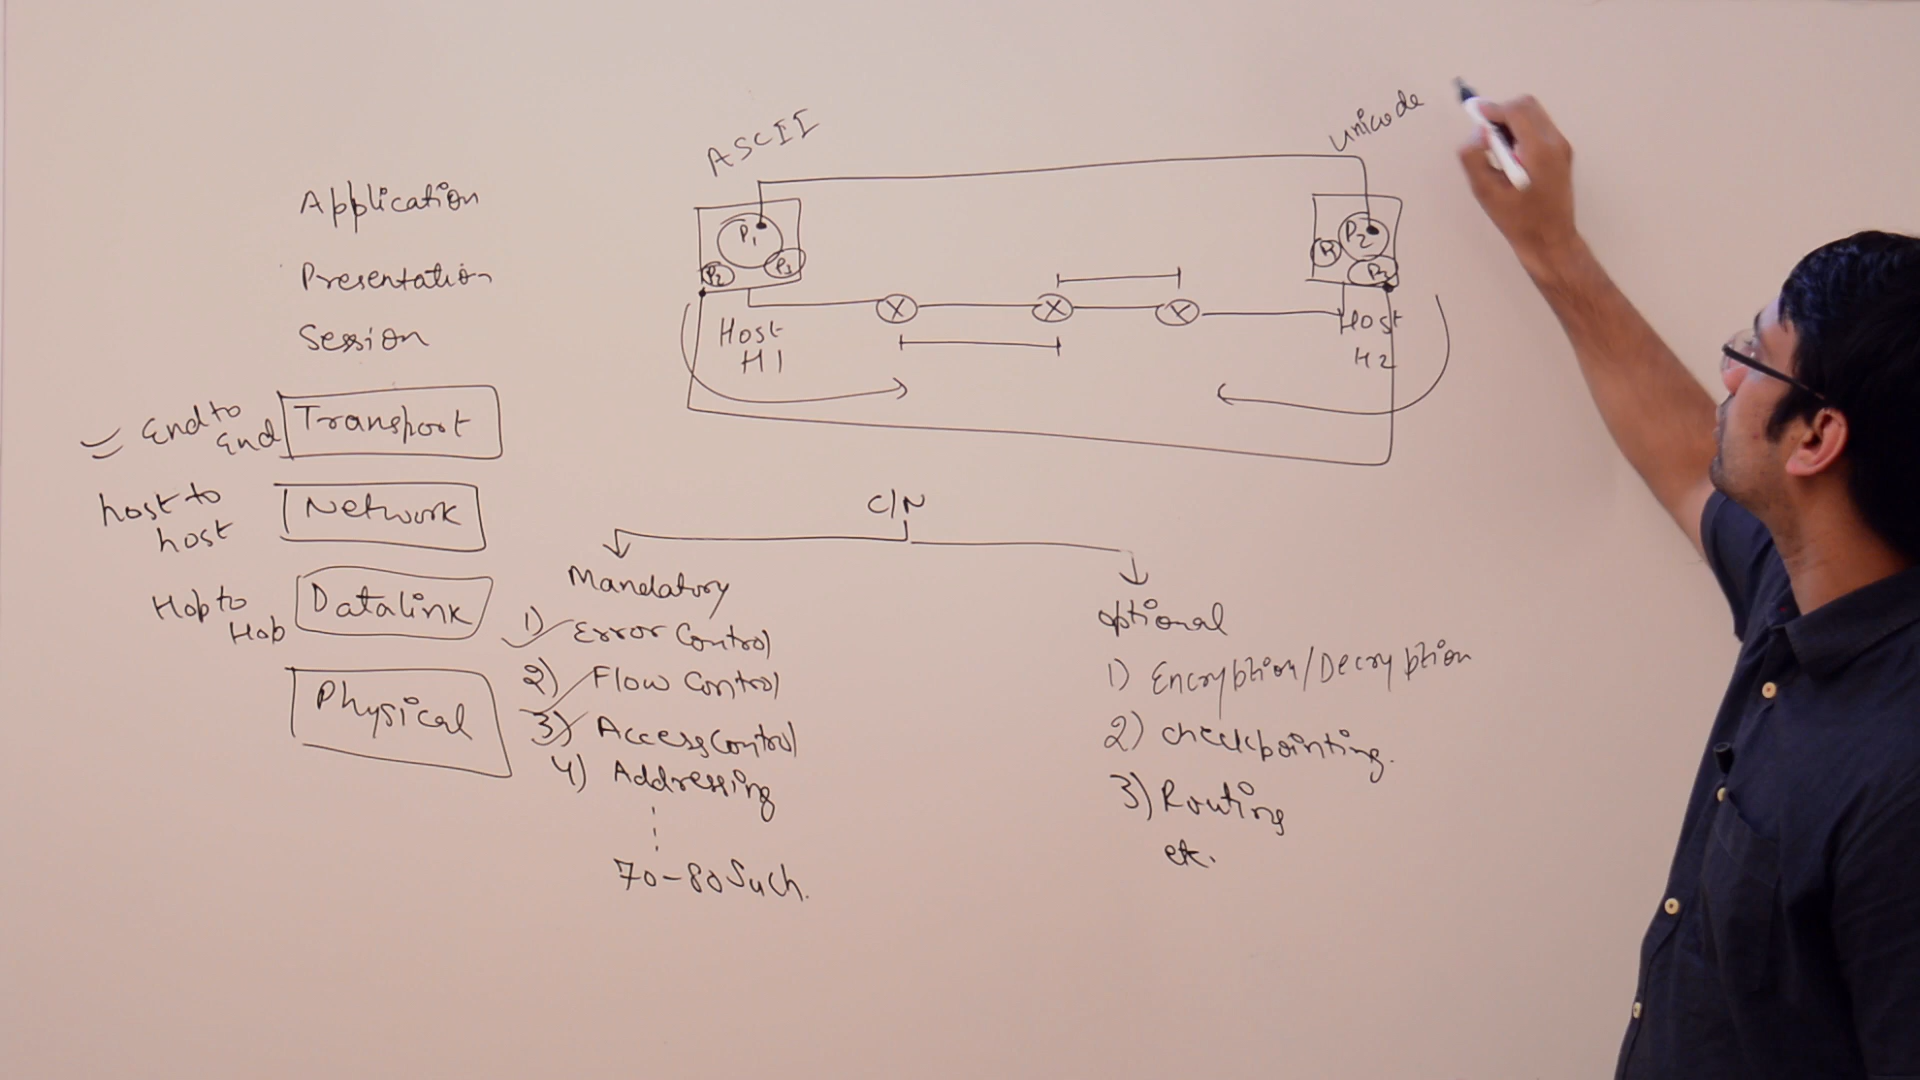 ASCII
Unicode
P1
P2
P3
P2
P1
P3
Host
H1
Host
H2
X
X
X
Application
Presentation
Session
End to
End
Transport
host to
host
Network
Hop to
Hop
Datalink
Physical
C/N
Mandatory
1) Error Control
2) Flow Control
3) Access Control
4) Addressing
70-80 Such.
optional
1) Encryption/Decryption
2) checkpointing.
3) Routing
etc.